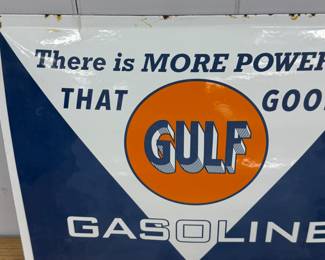 There is MORE POWER
THAT GOO
GULF
GASOLINE